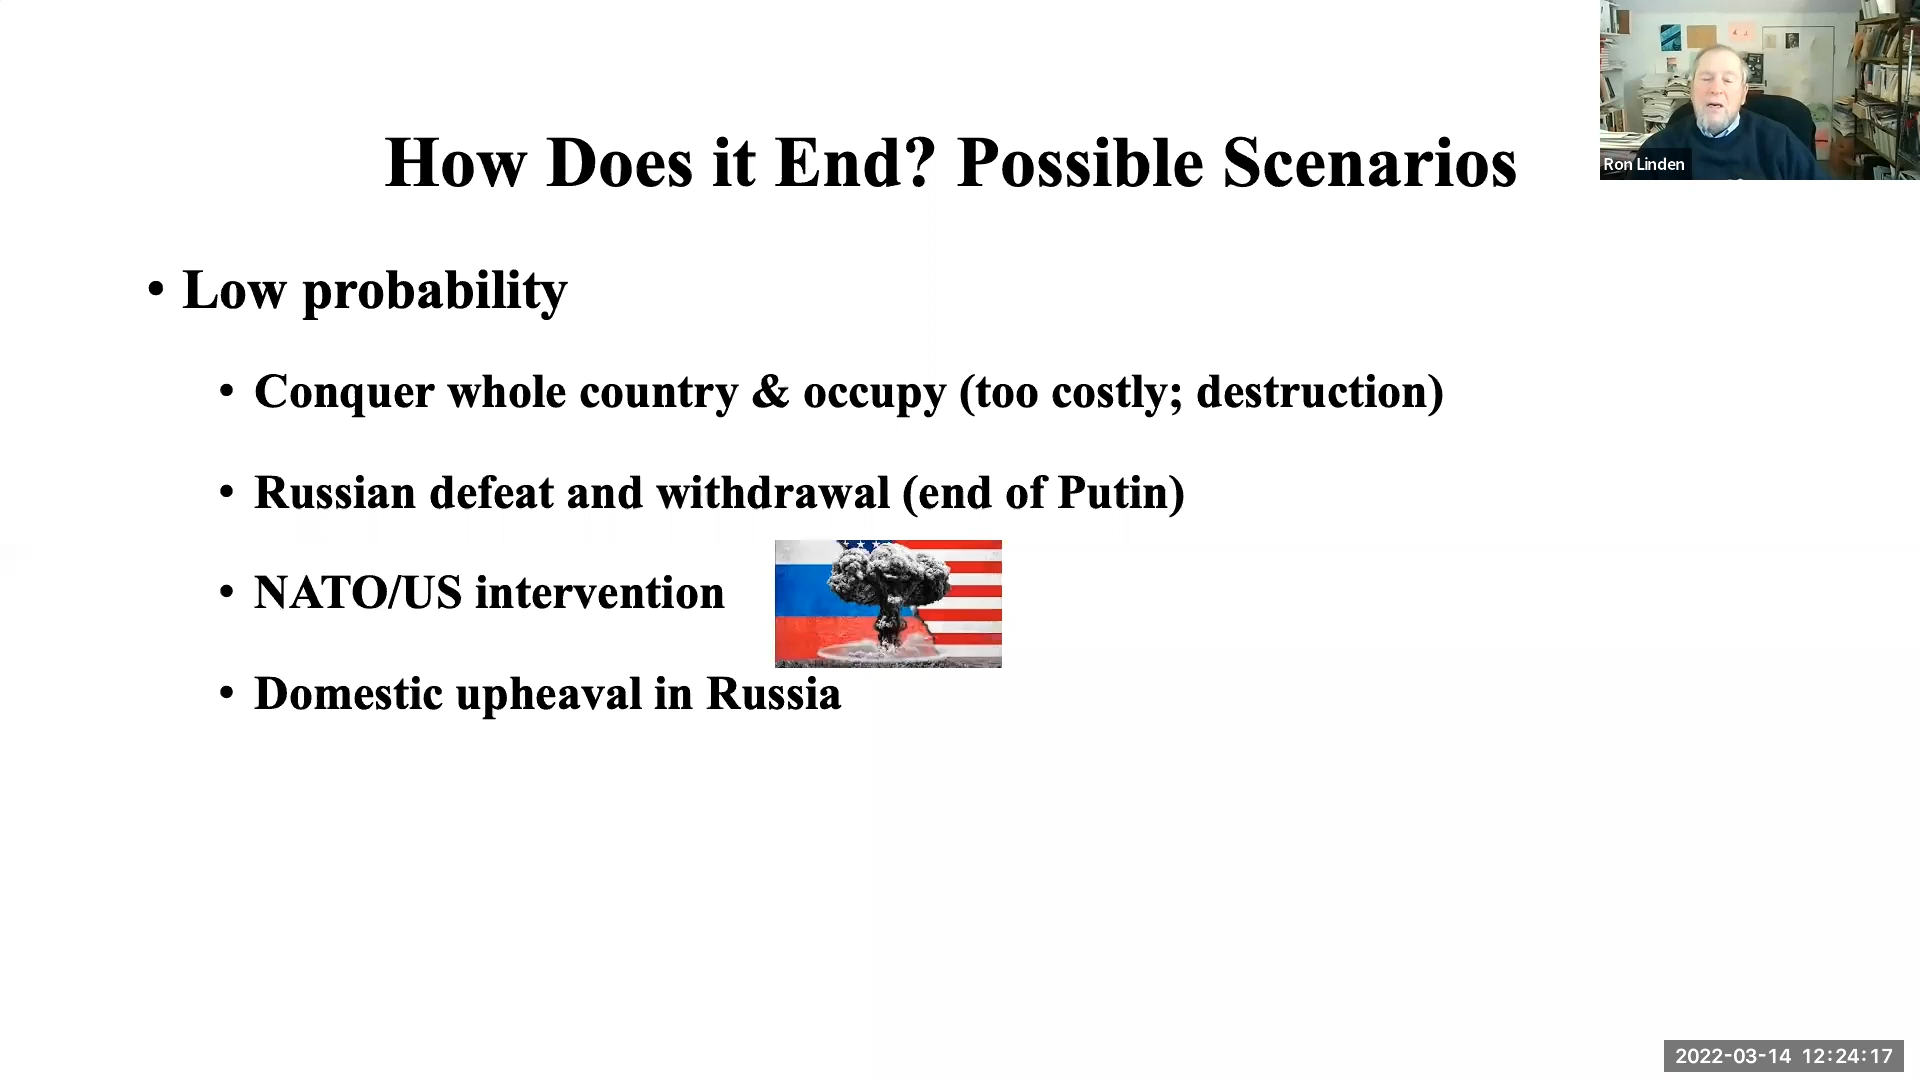 How Does it End? Possible Scenarios
Ron Linden
• Low probability
• Conquer whole country & occupy (too costly; destruction)
• Russian defeat and withdrawal (end of Putin)
• NATO/US intervention
• Domestic upheaval in Russia
2022-03-14 12:24:17